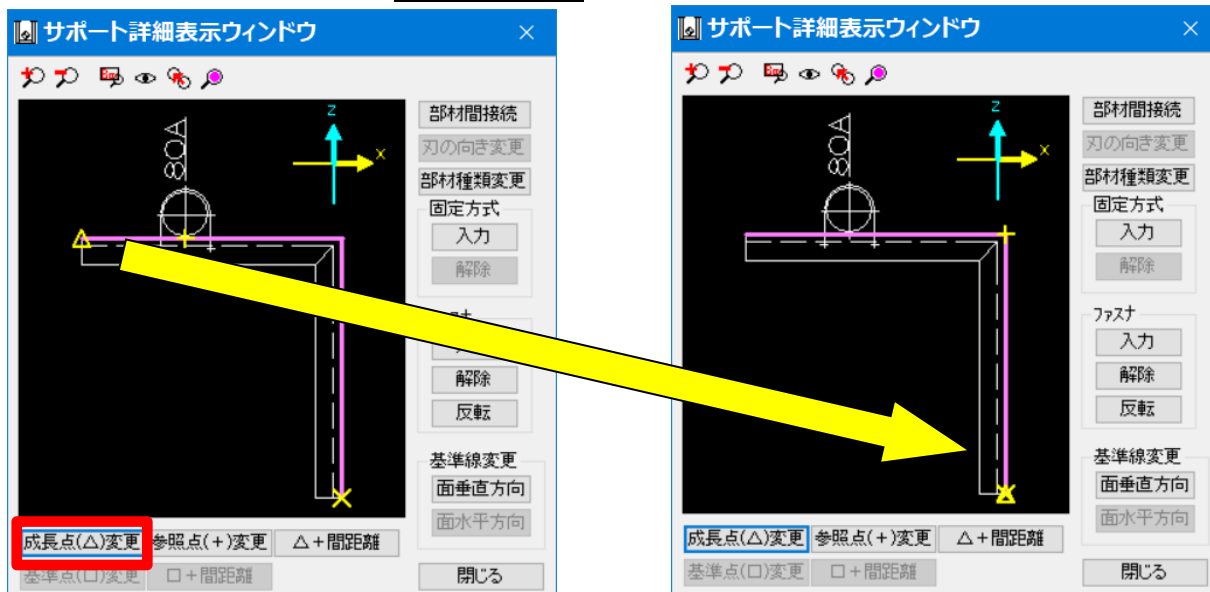 サポート詳細表示ウィンドウ
80A
Z
X
部材間接続
刃の向き変更
部材種類変更
固定方式
入力
解除
解除
反転
基準線変更
面垂直方向
面水平方向
成長点(△)変更 参照点(+)変更 △+間距離
基準点(□)変更 □+間距離 閉じる
サポート詳細表示ウィンドウ
80A
Z
X
部材間接続
刃の向き変更
部材種類変更
固定方式
入力
解除
ファスナ
入力
解除
反転
基準線変更
面垂直方向
面水平方向
成長点(△)変更 参照点(+)変更 △+間距離
基準点(□)変更 □+間距離 閉じる